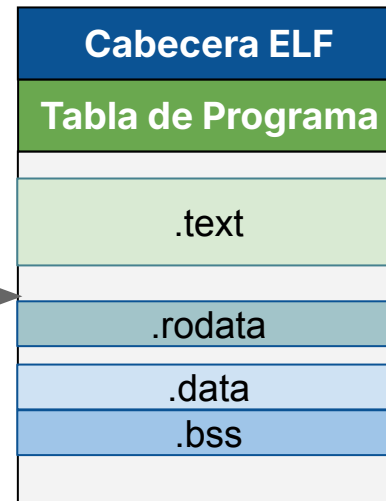 Cabecera ELF
Tabla de Programa
.text
.rodata
.data
.bss